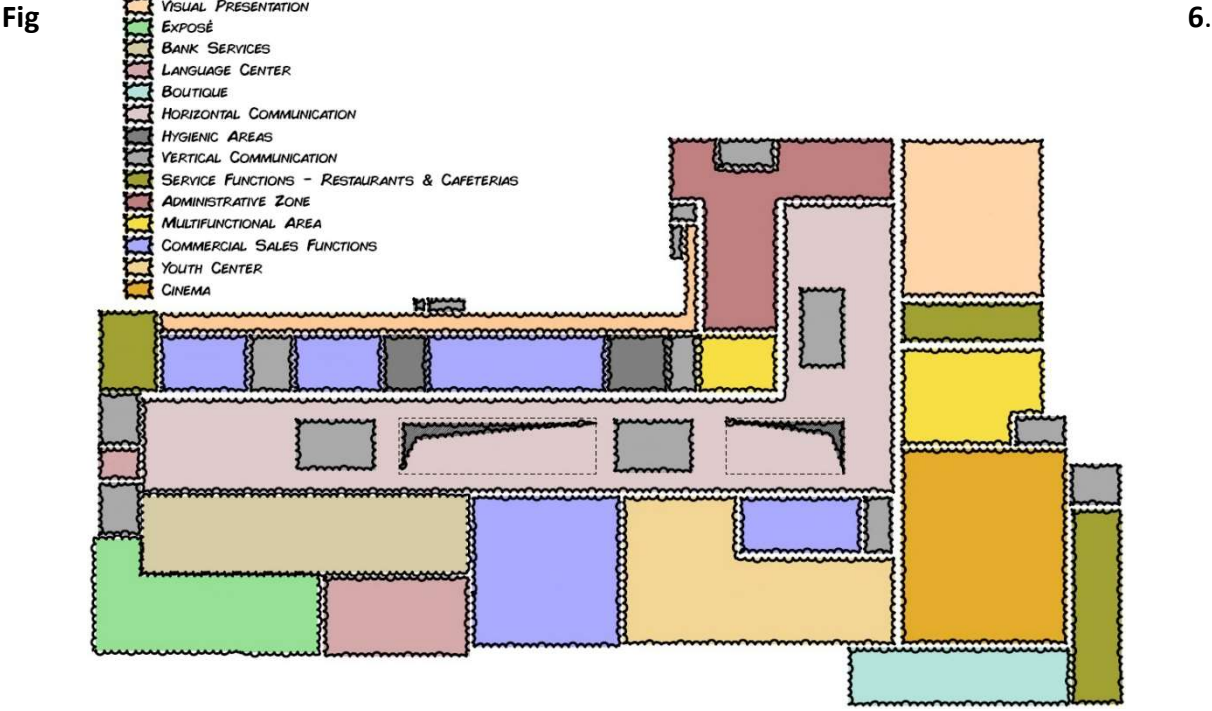 Visual Presentation
Fig 6.
Exposé
Bank Services
Language Center
Boutique
Horizontal Communication
Hygienic Areas
Vertical Communication
Service Functions - Restaurants & Cafeterias
Administrative Zone
Multifunctional Area
Commercial Sales Functions
Youth Center
Cinema